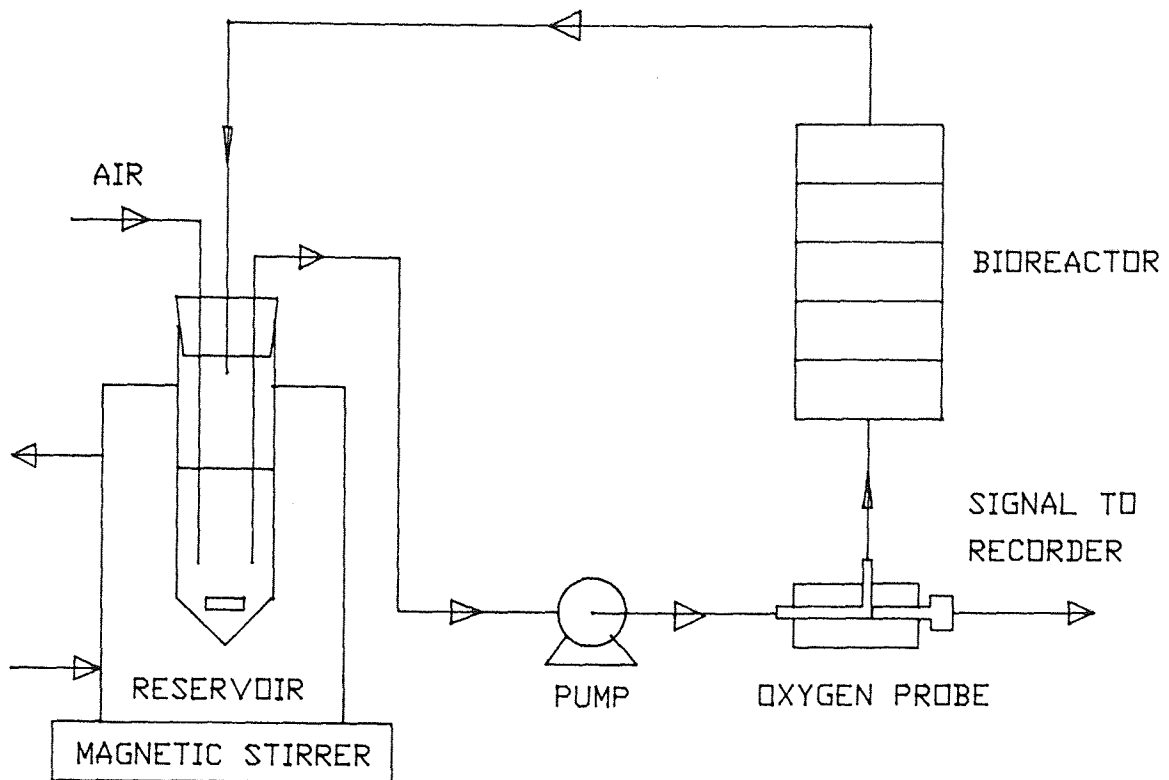 AIR
BIOREACTOR
SIGNAL TO
RECORDER
RESERVOIR
PUMP
OXYGEN PROBE
MAGNETIC STIRRER